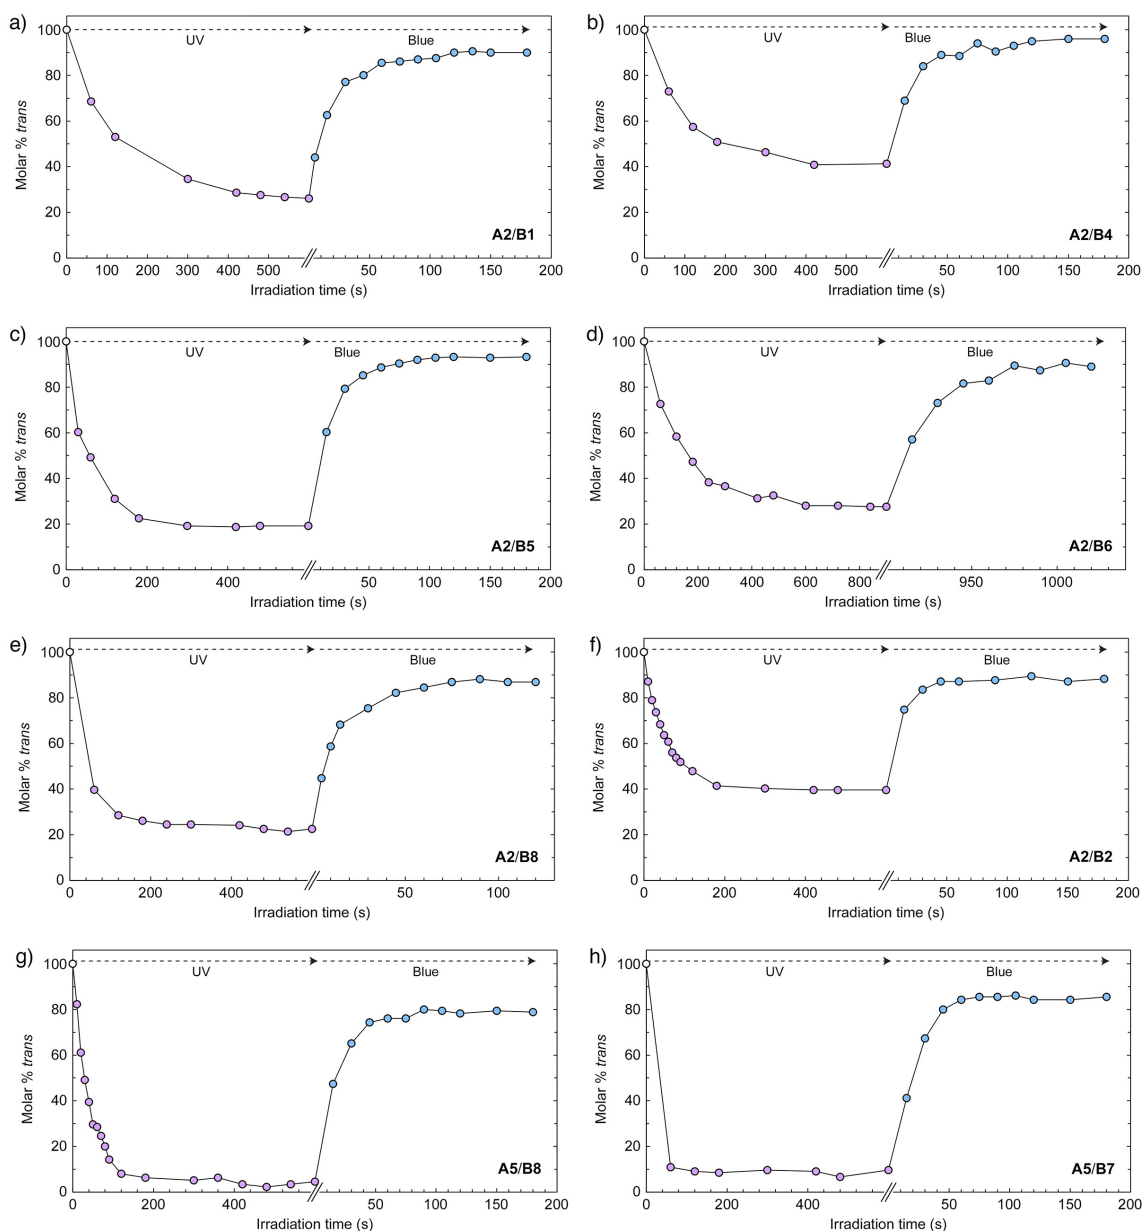 a)
100
80
60
40
20
0
Molar % trans
UV
Blue
A2/B1
0 100 200 300 400 500 50 100 150 200
Irradiation time (s)
b)
100
80
60
40
20
0
Molar % trans
UV
Blue
A2/B4
0 100 200 300 400 500 50 100 150 200
Irradiation time (s)
c)
100
80
60
40
20
0
Molar % trans
UV
Blue
A2/B5
0 200 400 50 100 150 200
Irradiation time (s)
d)
100
80
60
40
20
0
Molar % trans
UV
Blue
A2/B6
0 200 400 600 800 950 1000
Irradiation time (s)
e)
100
80
60
40
20
0
Molar % trans
UV
Blue
A2/B8
0 200 400 50 100
Irradiation time (s)
f)
100
80
60
40
20
0
Molar % trans
UV
Blue
A2/B2
0 200 400 50 100 150 200
Irradiation time (s)
g)
100
80
60
40
20
0
Molar % trans
UV
Blue
A5/B8
0 200 400 50 100 150 200
Irradiation time (s)
h)
100
80
60
40
20
0
Molar % trans
UV
Blue
A5/B7
0 200 400 50 100 150 200
Irradiation time (s)